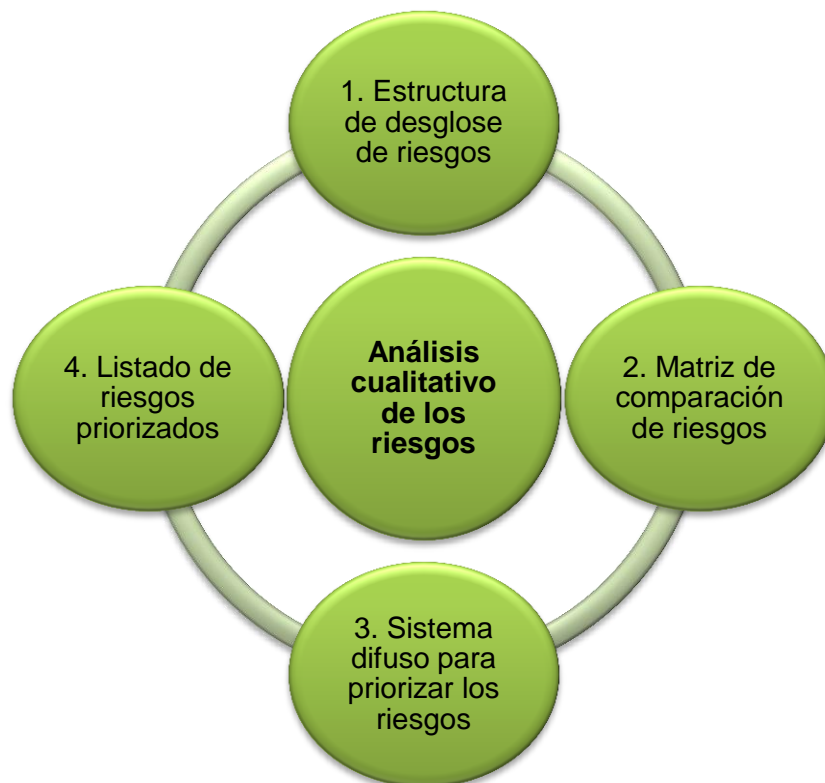 1. Estructura
de desglose
de riesgos
Análisis
cualitativo
de los
riesgos
2. Matriz de
comparación
de riesgos
3. Sistema
difuso para
priorizar los
riesgos
4. Listado de
riesgos
priorizados